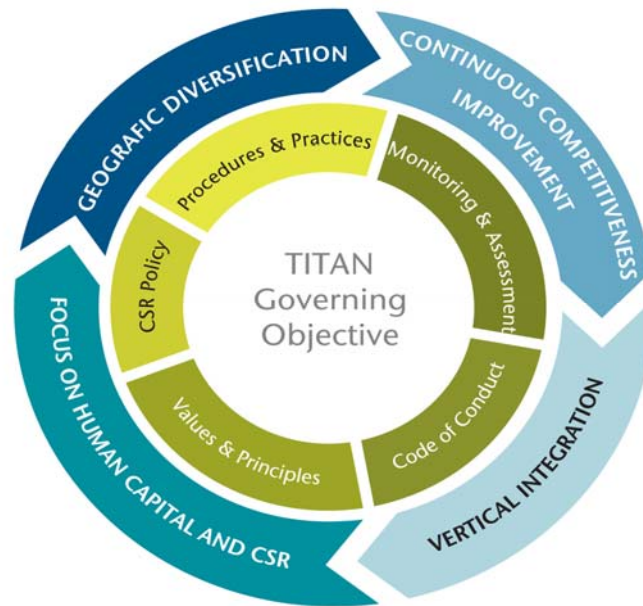 GEOGRAFIC DIVERSIFICATION
CONTINUOUS COMPETITIVENESS
IMPROVEMENT
VERTICAL INTEGRATION
FOCUS ON HUMAN CAPITAL AND CSR
Procedures & Practices
Monitoring & Assessment
Code of Conduct
Values & Principles
CSR Policy
TITAN
Governing
Objective